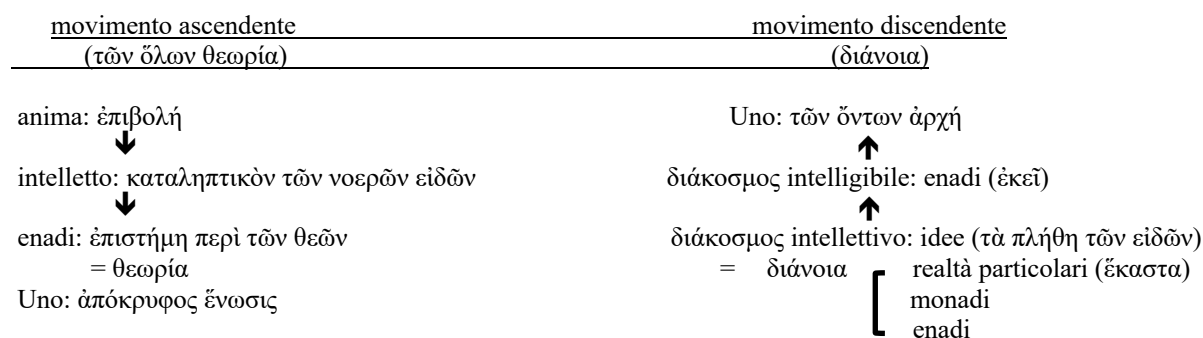 movimento ascendente movimento discendente
(τῶν ὅλων θεωρία) (διάνοια)
anima: ἐπιβολή Uno: τῶν ὄντων ἀρχή
🡻 🡹
intelletto: καταληπτικὸν τῶν νοερῶν εἰδῶν διάκοσμος intelligibile: enadi (ἐκεῖ)
🡻 🡹
enadi: ἐπιστήμη περὶ τῶν θεῶν διάκοσμος intellettivo: idee (τὰ πλήθη τῶν εἰδῶν)
= θεωρία = διάνοια realtà particolari (ἕκαστα)
Uno: ἀπόκρυφος ἕνωσις monadi
enadi